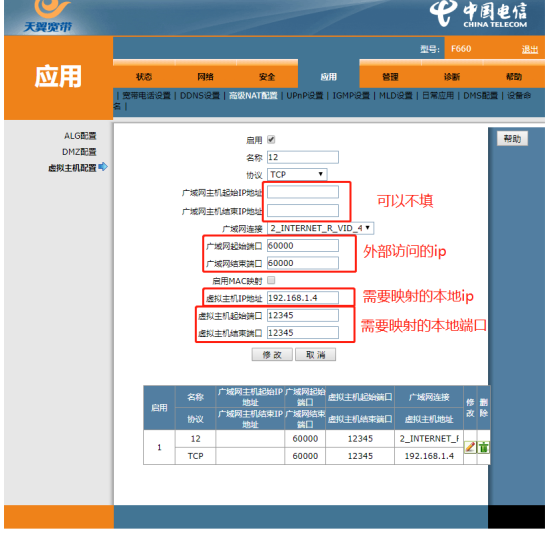 天翼宽带
中国电信
CHINA TELECOM
型号: F660 退出
应用
状态 网络 安全 应用 管理 诊断 帮助
| 宽带电话设置 | DDNS设置 | 高级NAT配置 | UPnP设置 | IGMP设置 | MLD设置 | 日常应用 | DMS配置 | 设备命名 |
ALG配置
DMZ配置
虚拟主机配置
帮助
启用
名称 12
协议 TCP
广域网主机起始IP地址
广域网主机结束IP地址
可以不填
广域网连接 2_INTERNET_R_VID_4
广域网起始端口 60000
广域网结束端口 60000
外部访问的ip
启用MAC映射
虚拟主机IP地址 192.168.1.4
需要映射的本地ip
虚拟主机起始端口 12345
虚拟主机结束端口 12345
需要映射的本地端口
修 改 取 消
启用 名称 广域网主机起始IP地址 广域网起始端口 虚拟主机起始端口 广域网连接 修改 删除
协议 广域网主机结束IP地址 广域网结束端口 虚拟主机结束端口 虚拟主机地址
1 12 60000 12345 2_INTERNET_F
TCP 60000 12345 192.168.1.4